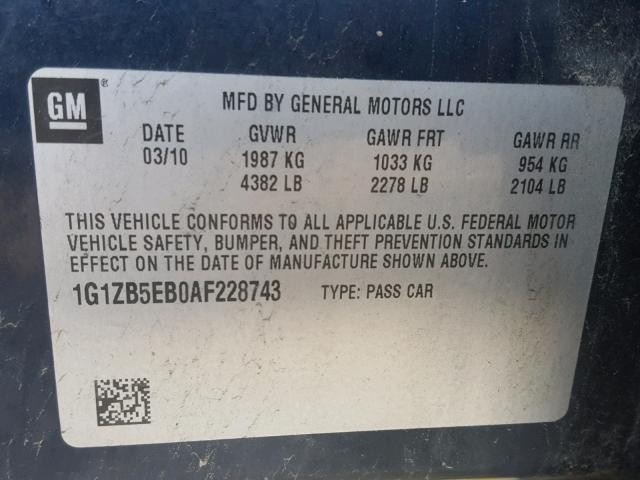 GM ®
MFD BY GENERAL MOTORS LLC
DATE GVWR GAWR FRT GAWR RR
03/10 1987 KG 1033 KG 954 KG
4382 LB 2278 LB 2104 LB
THIS VEHICLE CONFORMS TO ALL APPLICABLE U.S. FEDERAL MOTOR
VEHICLE SAFETY, BUMPER, AND THEFT PREVENTION STANDARDS IN
EFFECT ON THE DATE OF MANUFACTURE SHOWN ABOVE.
1G1ZB5EB0AF228743 TYPE: PASS CAR